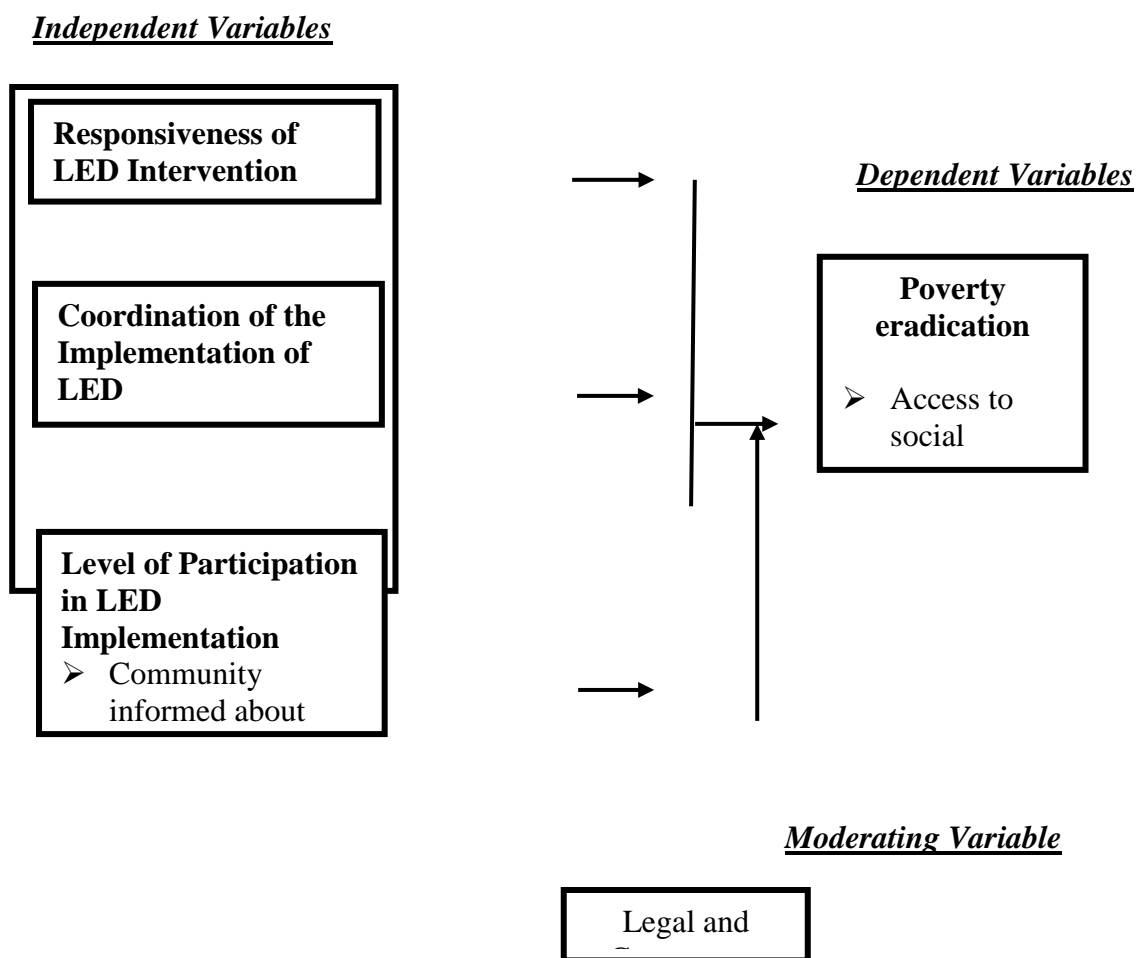 Independent Variables
Responsiveness of
LED Intervention
Dependent Variables
Coordination of the
Implementation of
LED
Poverty
eradication
➢ Access to
social
Level of Participation
in LED
Implementation
➢ Community
informed about
Moderating Variable
Legal and